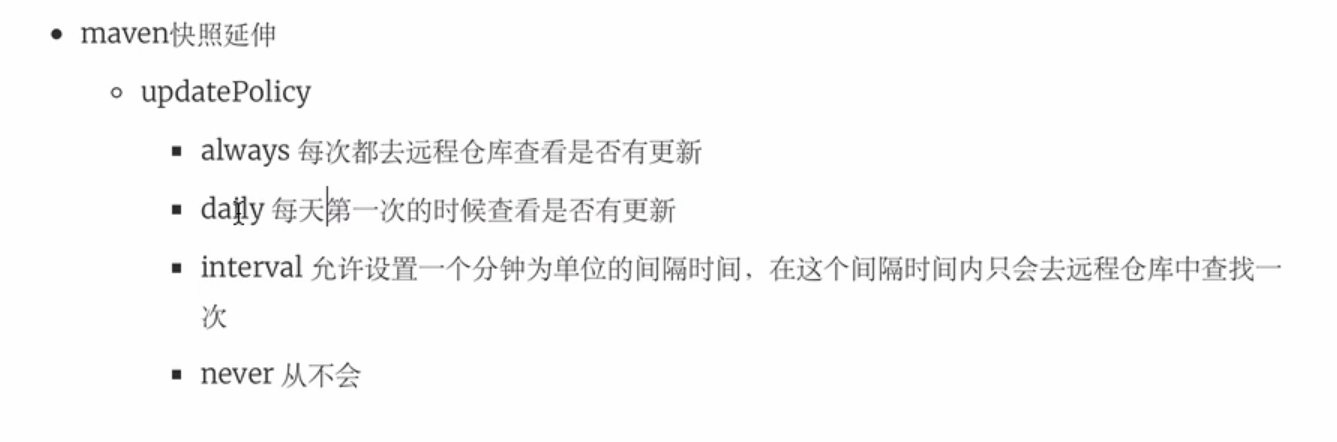 maven快照延伸
updatePolicy
always 每次都去远程仓库查看是否有更新
daily 每天第一次的时候查看是否有更新
interval 允许设置一个分钟为单位的间隔时间，在这个间隔时间内只会去远程仓库中查找一
次
never 从不会